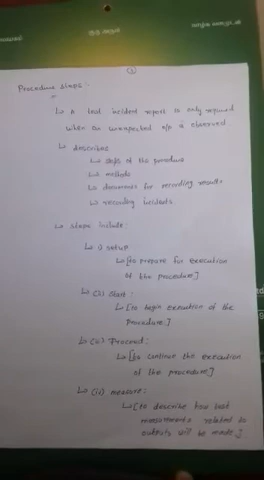 ①
Procedure steps:-
↳ A test incident report is only required
when an unexpected o/p is observed
↳ describes
↳ steps of the procedure
↳ methods
↳ documents for recording results
↳ recording incidents
↳ steps include:
↳ i) setup
↳ [to prepare for execution
of the procedure]
↳ (ii) start:
↳ [to begin execution of the
procedure.]
↳ (iii) Proceed:
↳ [to continue the execution
of the procedure]
↳ (iv) measure:
↳ [to describe how test
measurements related to
outputs will be made]